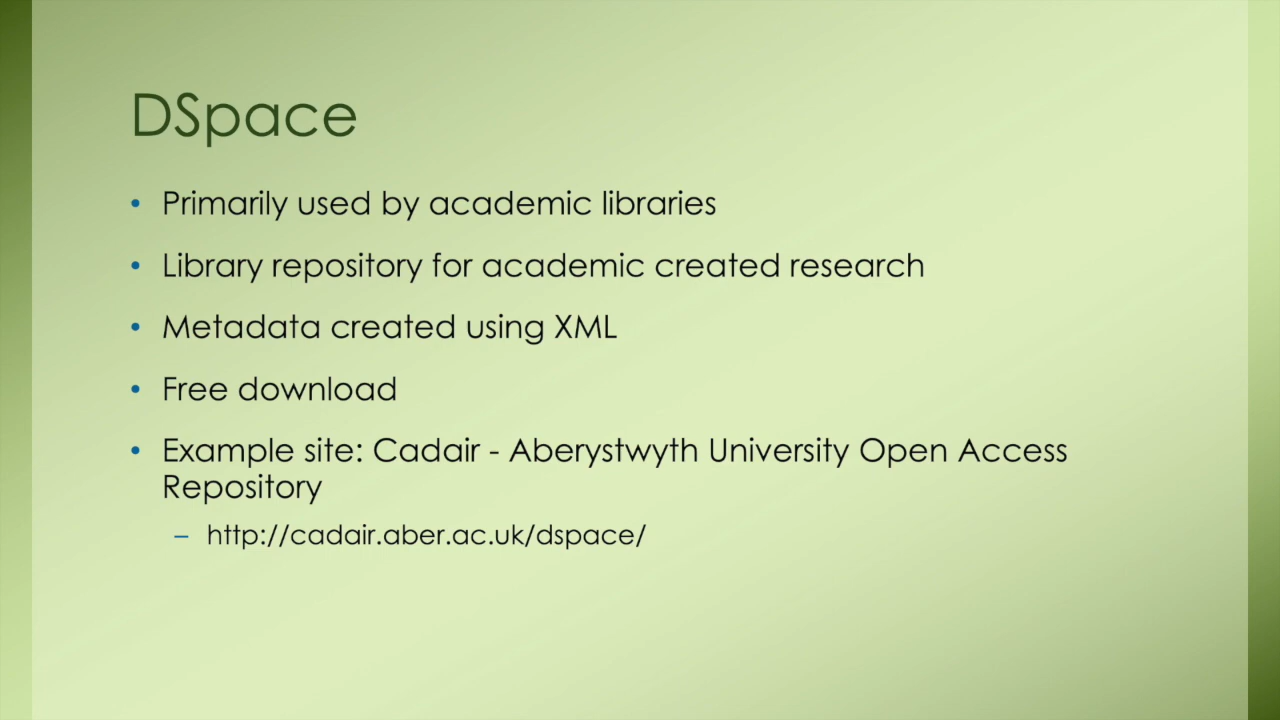 DSpace
• Primarily used by academic libraries
• Library repository for academic created research
• Metadata created using XML
• Free download
• Example site: Cadair - Aberystwyth University Open Access
Repository
– http://cadair.aber.ac.uk/dspace/